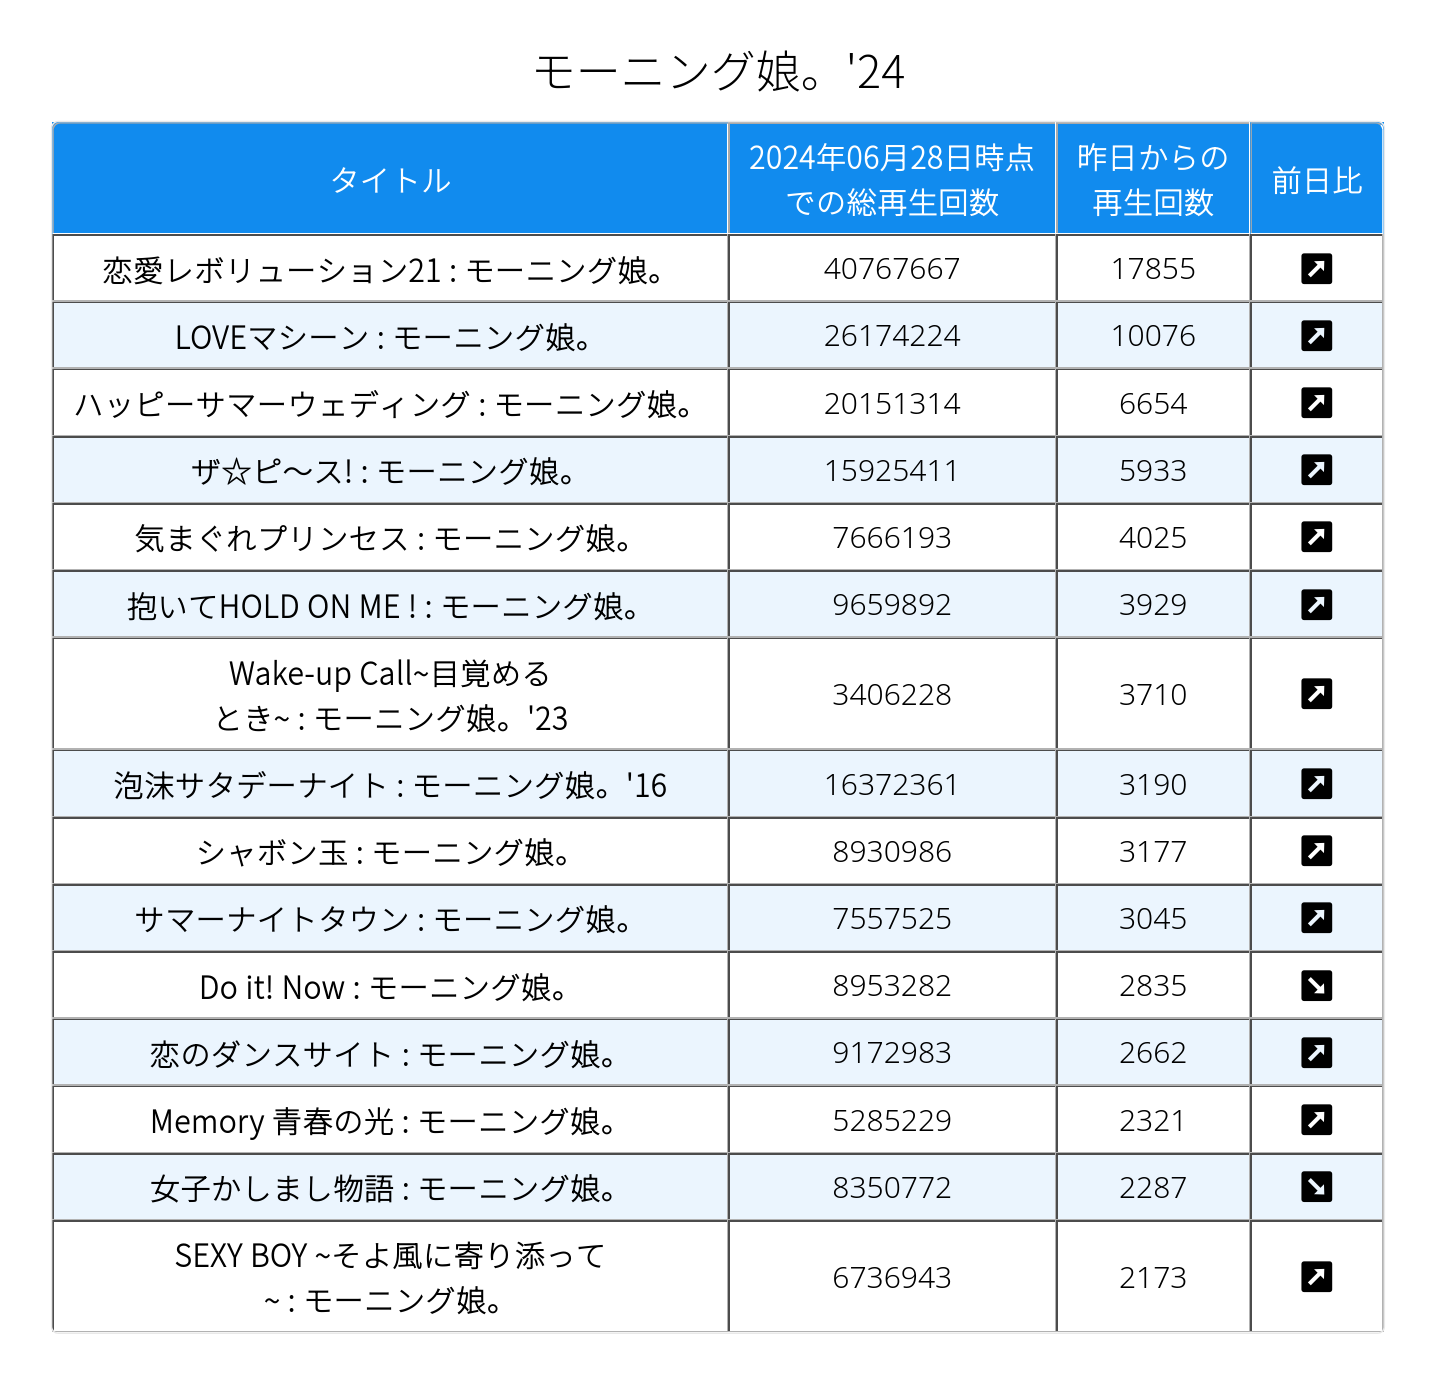 モーニング娘。'24
タイトル
2024年06月28日時点
での総再生回数
昨日からの
再生回数
前日比
恋愛レボリューション21 : モーニング娘。 40767667 17855
LOVEマシーン : モーニング娘。 26174224 10076
ハッピーサマーウェディング : モーニング娘。 20151314 6654
ザ☆ピ〜ス! : モーニング娘。 15925411 5933
気まぐれプリンセス : モーニング娘。 7666193 4025
抱いてHOLD ON ME ! : モーニング娘。 9659892 3929
Wake-up Call~目覚める
とき~ : モーニング娘。'23 3406228 3710
泡沫サタデーナイト : モーニング娘。'16 16372361 3190
シャボン玉 : モーニング娘。 8930986 3177
サマーナイトタウン : モーニング娘。 7557525 3045
Do it! Now : モーニング娘。 8953282 2835
恋のダンスサイト : モーニング娘。 9172983 2662
Memory 青春の光 : モーニング娘。 5285229 2321
女子かしまし物語 : モーニング娘。 8350772 2287
SEXY BOY ~そよ風に寄り添って
~ : モーニング娘。 6736943 2173